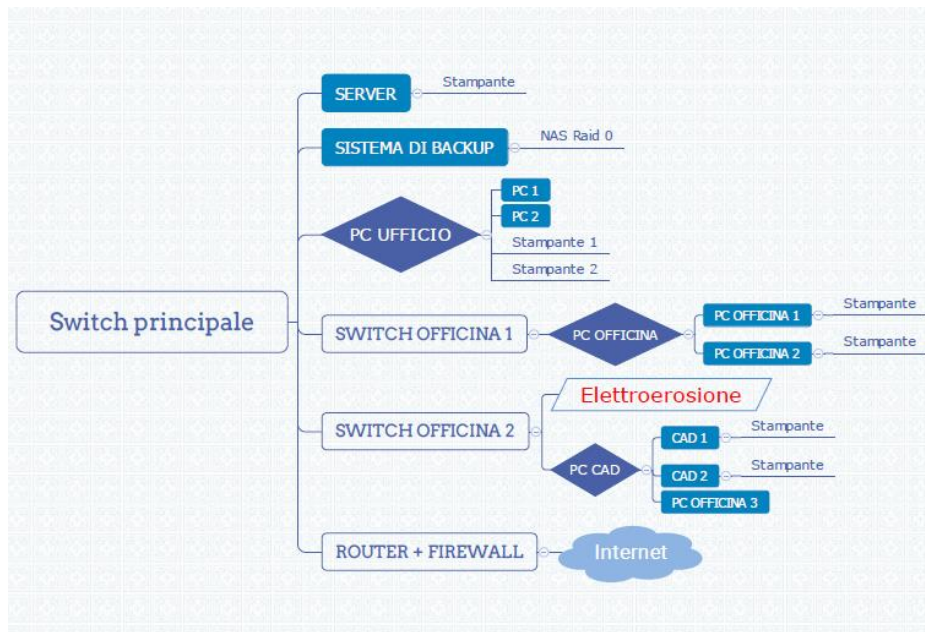 Switch principale
SERVER
Stampante
SISTEMA DI BACKUP
NAS Raid 0
PC UFFICIO
PC 1
PC 2
Stampante 1
Stampante 2
SWITCH OFFICINA 1
PC OFFICINA
PC OFFICINA 1
Stampante
PC OFFICINA 2
Stampante
SWITCH OFFICINA 2
Elettroerosione
PC CAD
CAD 1
Stampante
CAD 2
Stampante
PC OFFICINA 3
ROUTER + FIREWALL
Internet